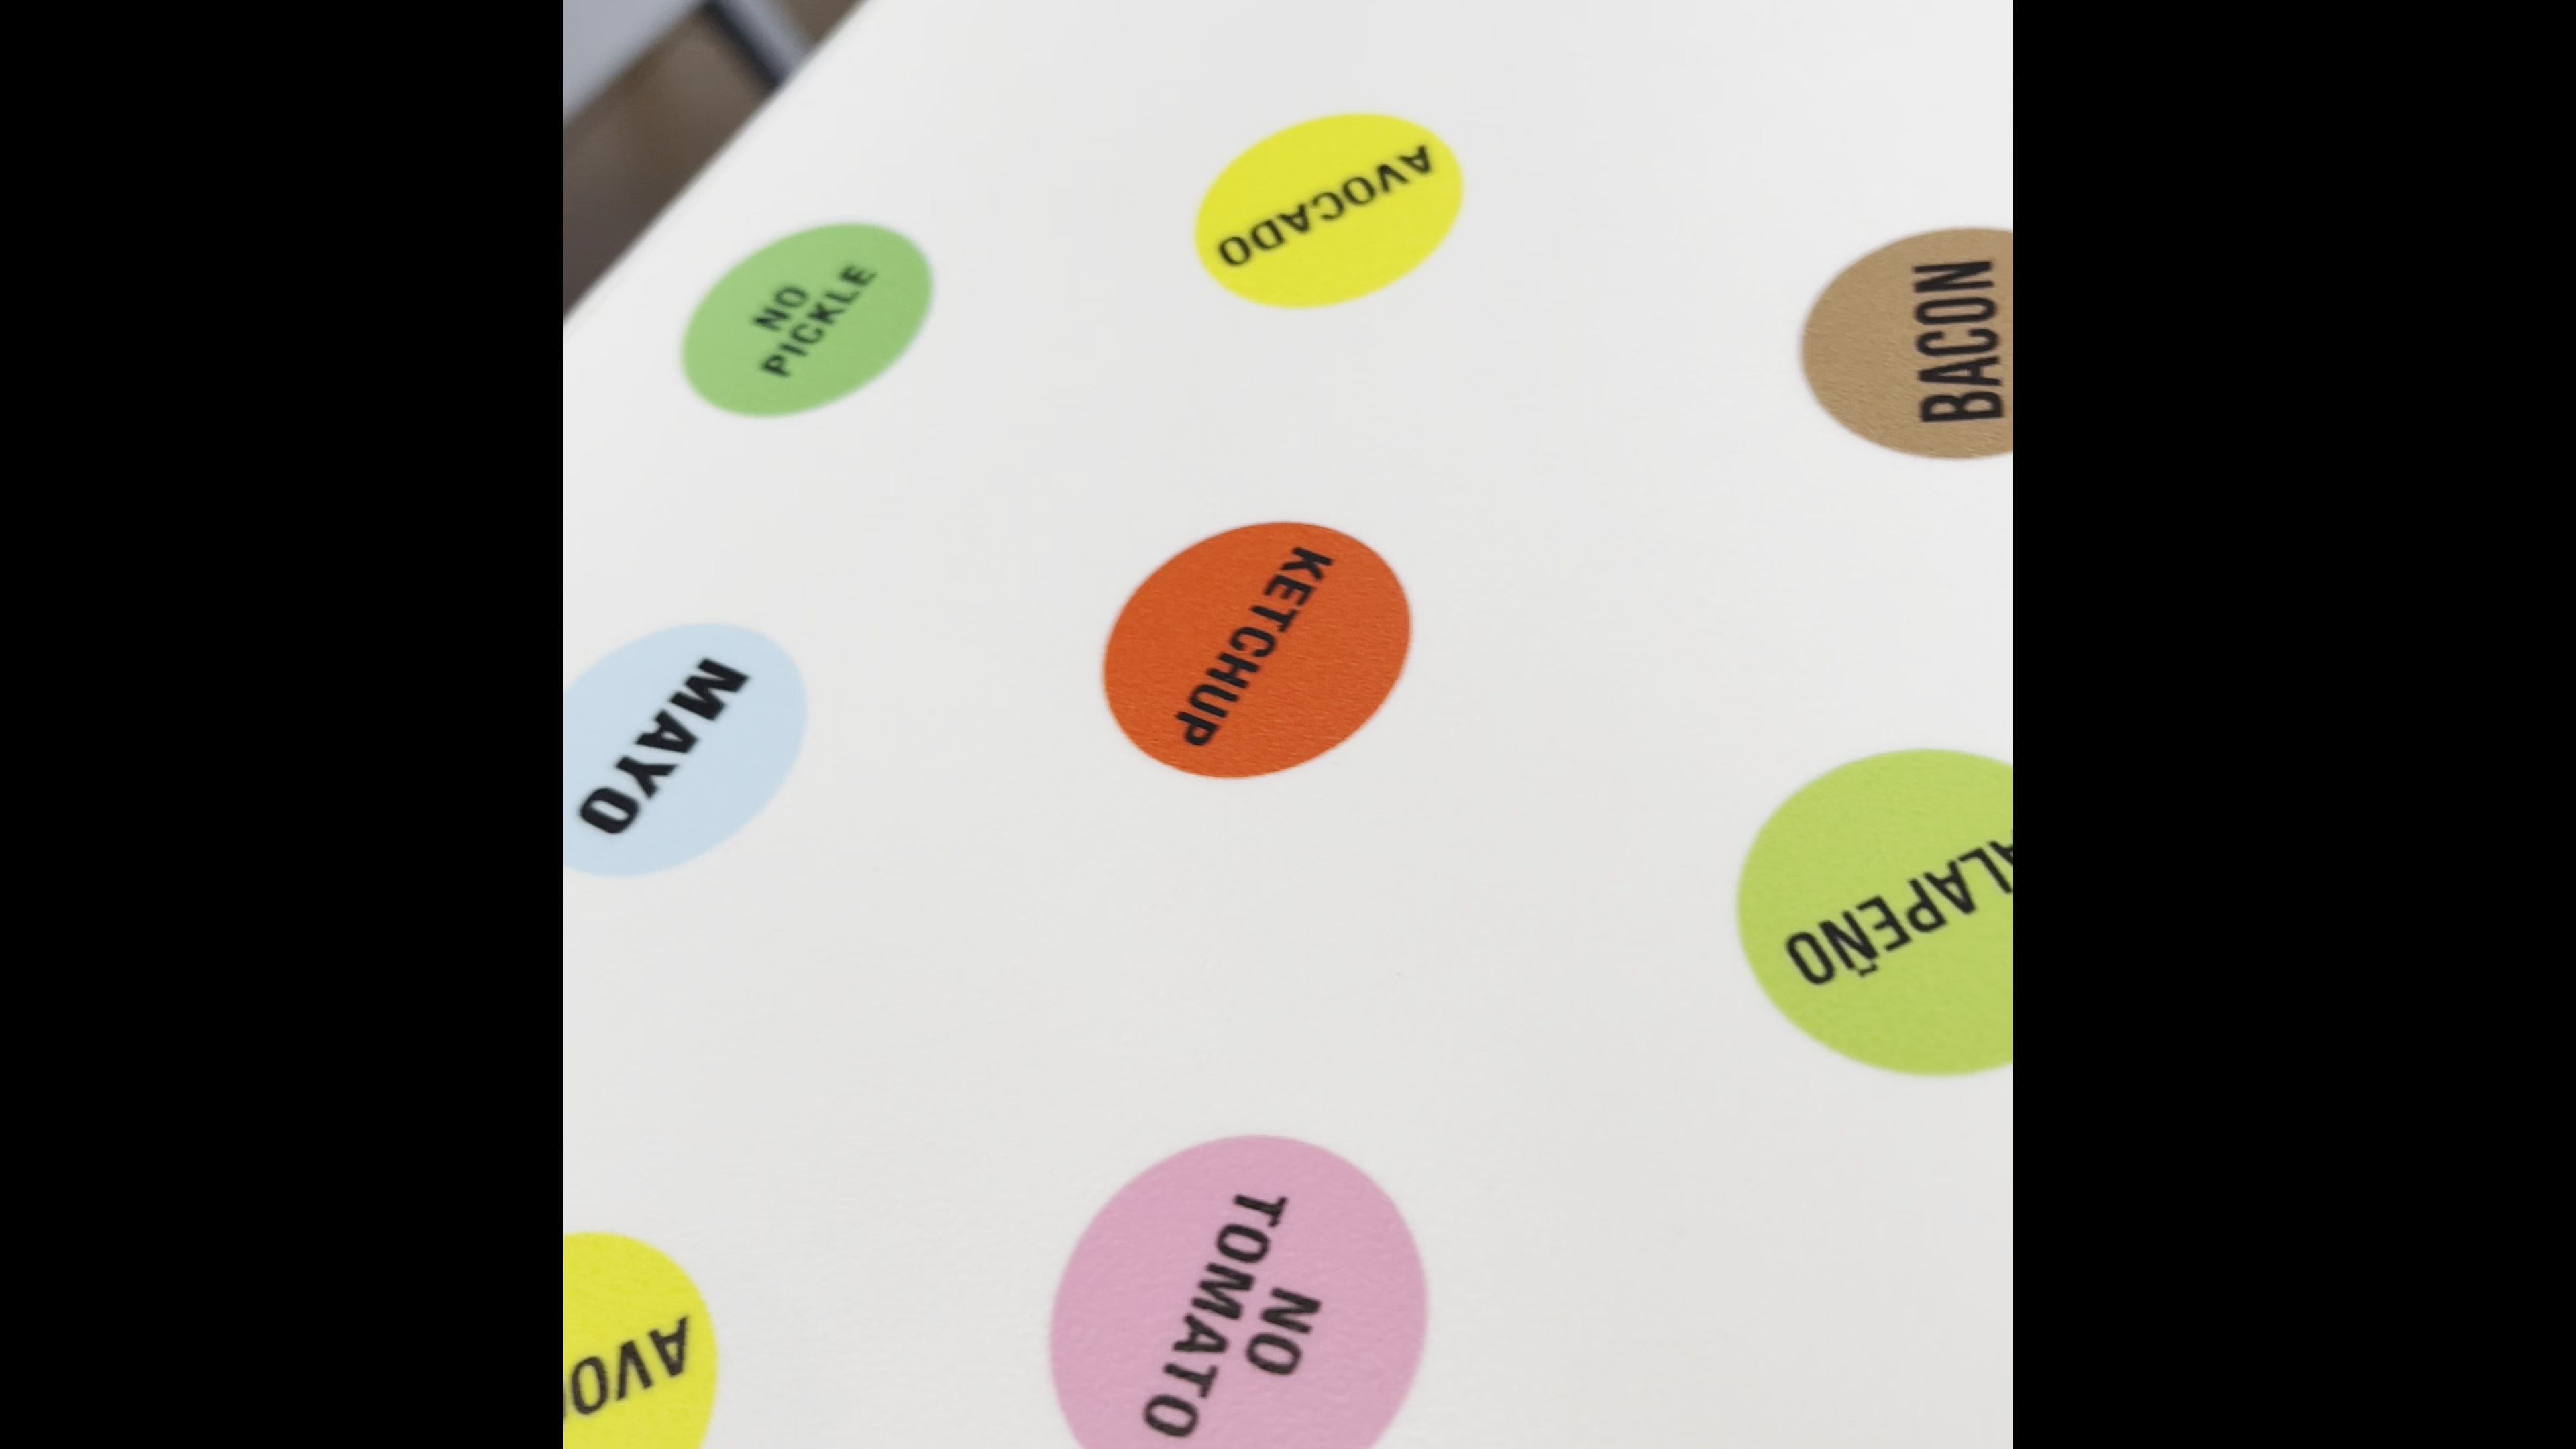 AVOCADO
NO
PICKLE
BACON
KETCHUP
MAYO
ALAPEÑO
NO
TOMATO
AVO